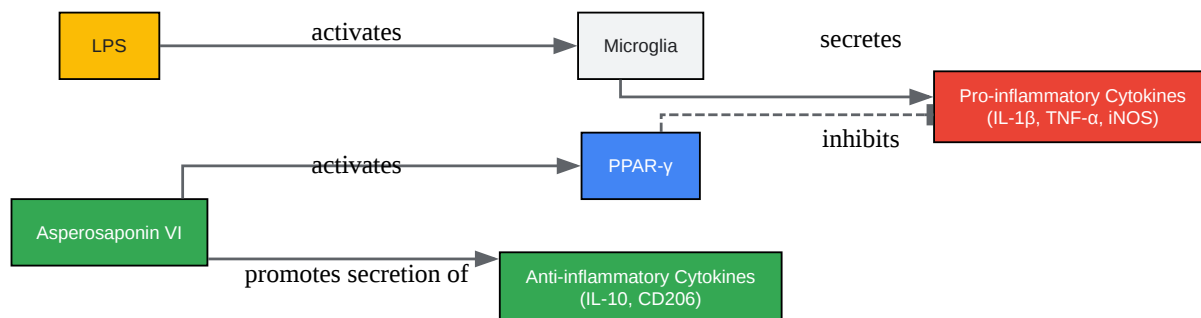 LPS
activates
Microglia
secretes
Pro-inflammatory Cytokines
(IL-1β, TNF-α, iNOS)
inhibits
activates
PPAR-γ
Asperosaponin VI
promotes secretion of
Anti-inflammatory Cytokines
(IL-10, CD206)